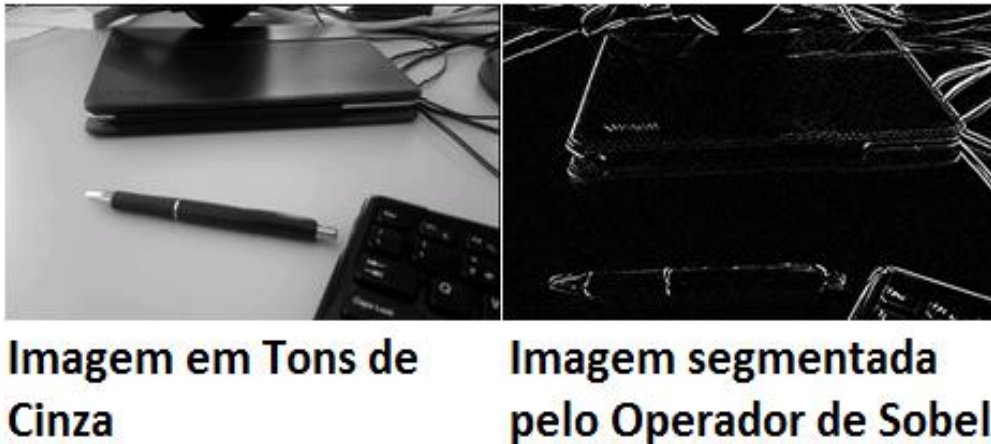 Imagem em Tons de
Cinza
Imagem segmentada
pelo Operador de Sobel